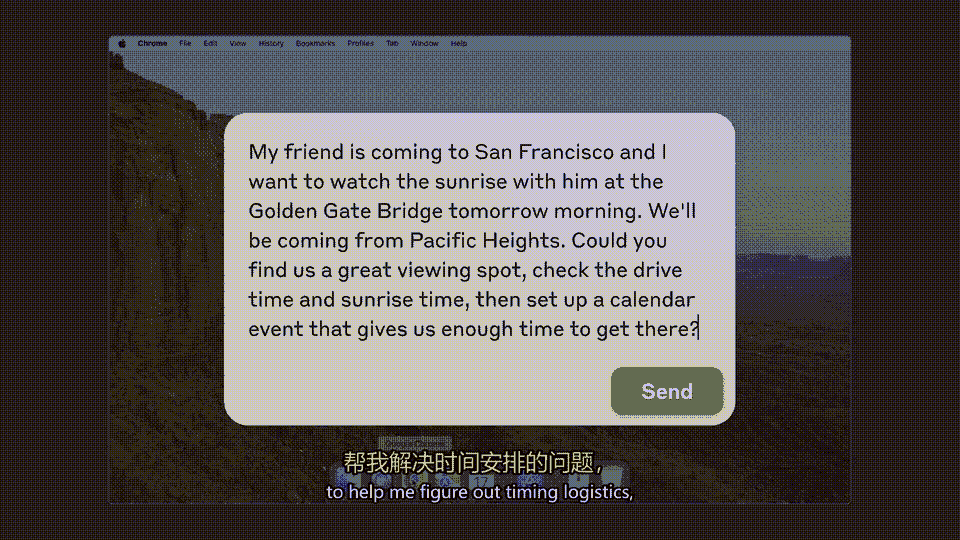 Chrome File Edit View History Bookmarks Profiles Tab Window Help
My friend is coming to San Francisco and I
want to watch the sunrise with him at the
Golden Gate Bridge tomorrow morning. We'll
be coming from Pacific Heights. Could you
find us a great viewing spot, check the drive
time and sunrise time, then set up a calendar
event that gives us enough time to get there?
Send
帮我解决时间安排的问题，
17
to help me figure out timing logistics,